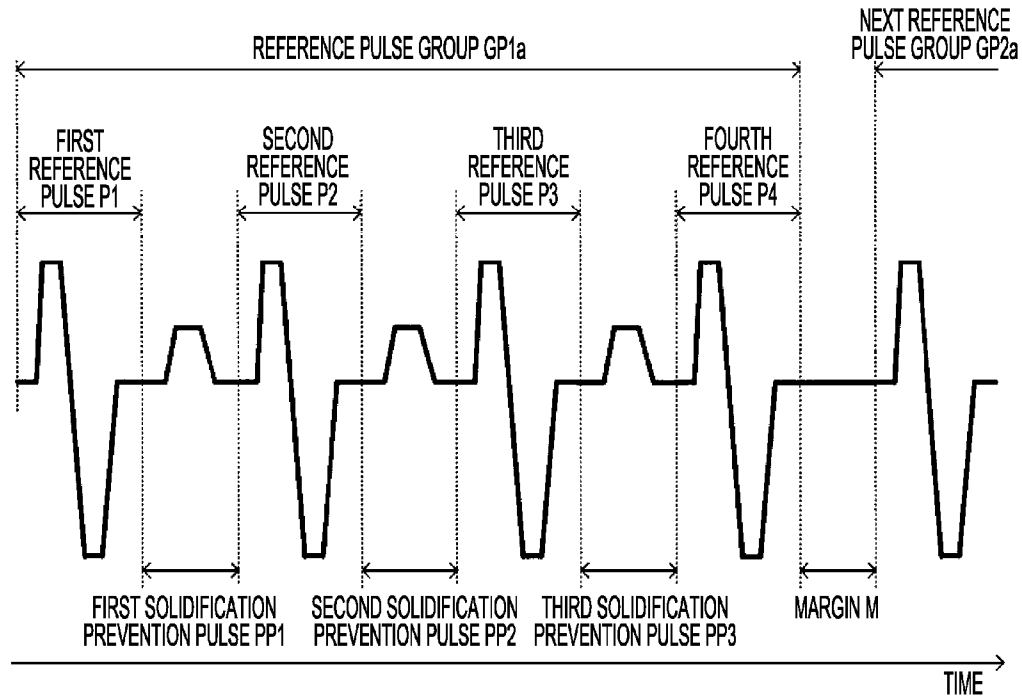 REFERENCE PULSE GROUP GP1a
NEXT REFERENCE
PULSE GROUP GP2a
FIRST
REFERENCE
PULSE P1
SECOND
REFERENCE
PULSE P2
THIRD
REFERENCE
PULSE P3
FOURTH
REFERENCE
PULSE P4
FIRST SOLIDIFICATION
PREVENTION PULSE PP1
SECOND SOLIDIFICATION
PREVENTION PULSE PP2
THIRD SOLIDIFICATION
PREVENTION PULSE PP3
MARGIN M
TIME